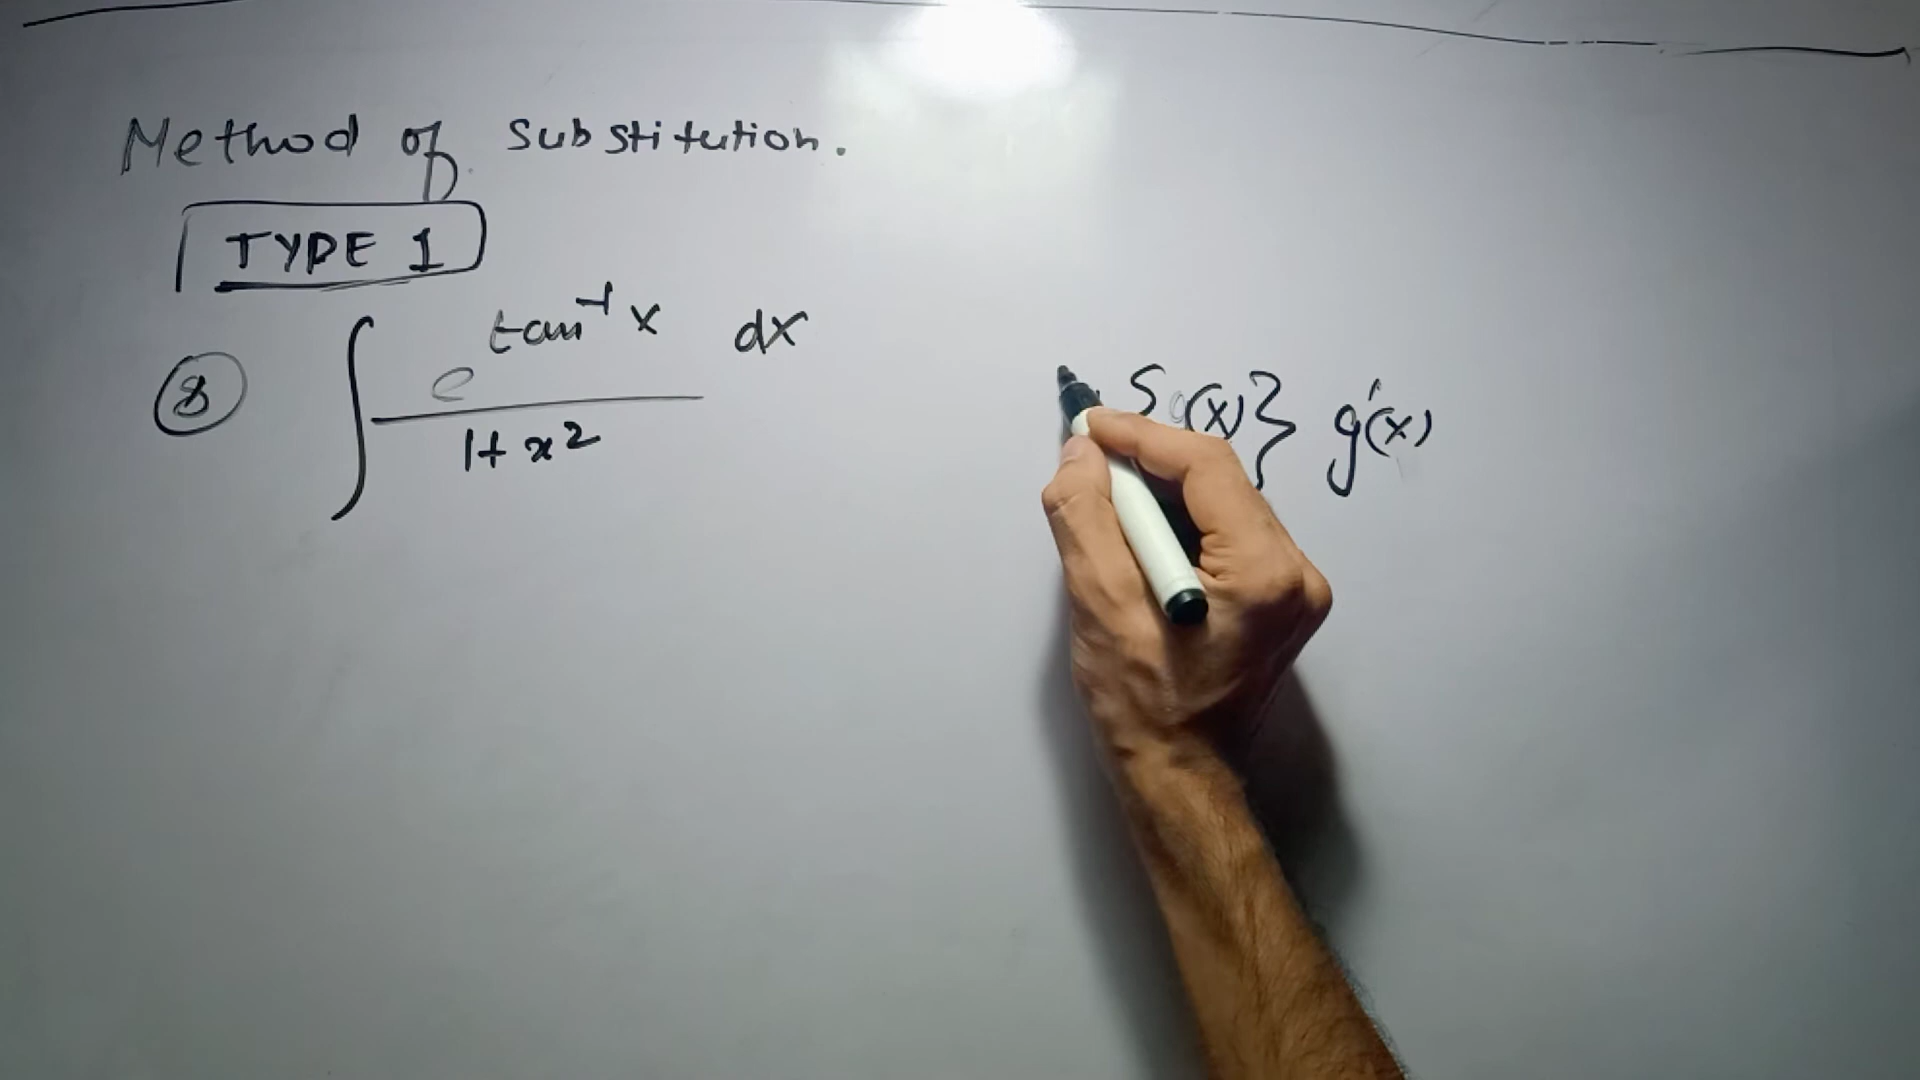 Method of Substitution.
TYPE 1
8 ∫ e^tan⁻¹x / 1+x² dx
{g(x)} g'(x)